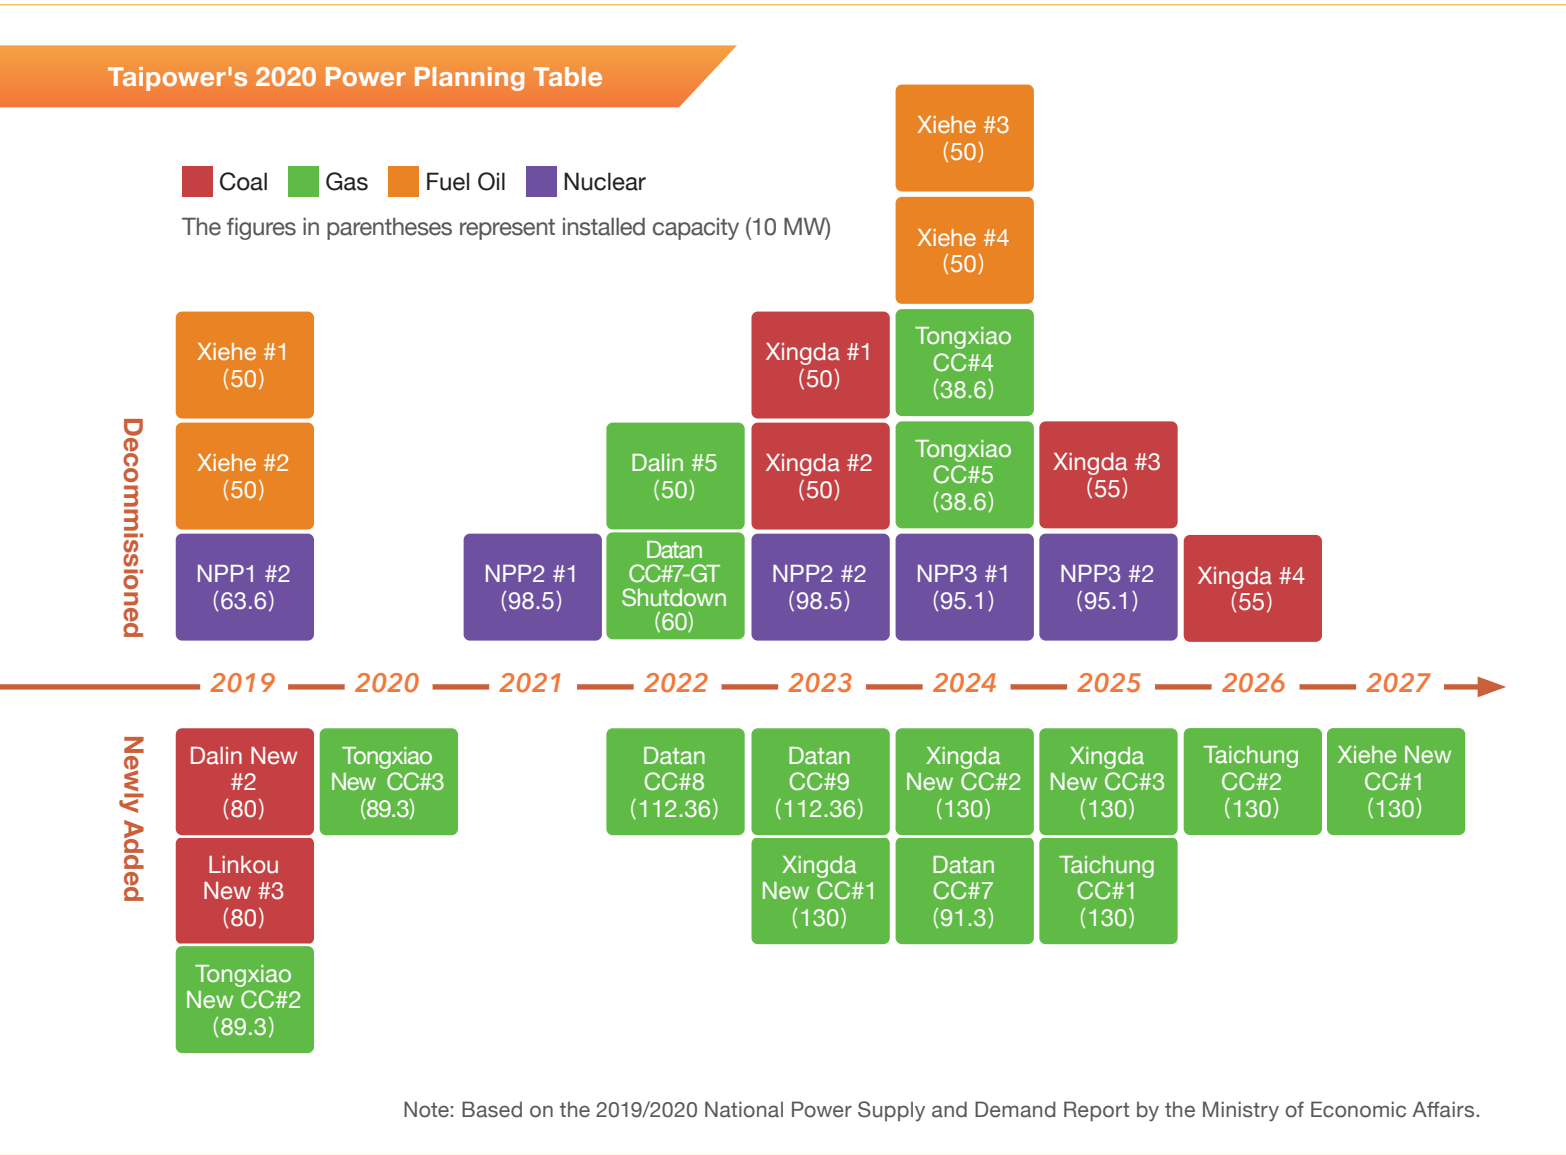 Taipower's 2020 Power Planning Table
Coal
Gas
Fuel Oil
Nuclear
The figures in parentheses represent installed capacity (10 MW)
Decommissioned
Xiehe #1
(50)
Xiehe #2
(50)
NPP1 #2
(63.6)
NPP2 #1
(98.5)
Dalin #5
(50)
Datan
CC#7-GT
Shutdown
(60)
Xingda #1
(50)
Xingda #2
(50)
NPP2 #2
(98.5)
Xiehe #3
(50)
Xiehe #4
(50)
Tongxiao
CC#4
(38.6)
Tongxiao
CC#5
(38.6)
NPP3 #1
(95.1)
Xingda #3
(55)
NPP3 #2
(95.1)
Xingda #4
(55)
2019
2020
2021
2022
2023
2024
2025
2026
2027
Newly Added
Dalin New
#2
(80)
Linkou
New #3
(80)
Tongxiao
New CC#2
(89.3)
Tongxiao
New CC#3
(89.3)
Datan
CC#8
(112.36)
Datan
CC#9
(112.36)
Xingda
New CC#1
(130)
Xingda
New CC#2
(130)
Datan
CC#7
(91.3)
Xingda
New CC#3
(130)
Taichung
CC#1
(130)
Taichung
CC#2
(130)
Xiehe New
CC#1
(130)
Note: Based on the 2019/2020 National Power Supply and Demand Report by the Ministry of Economic Affairs.